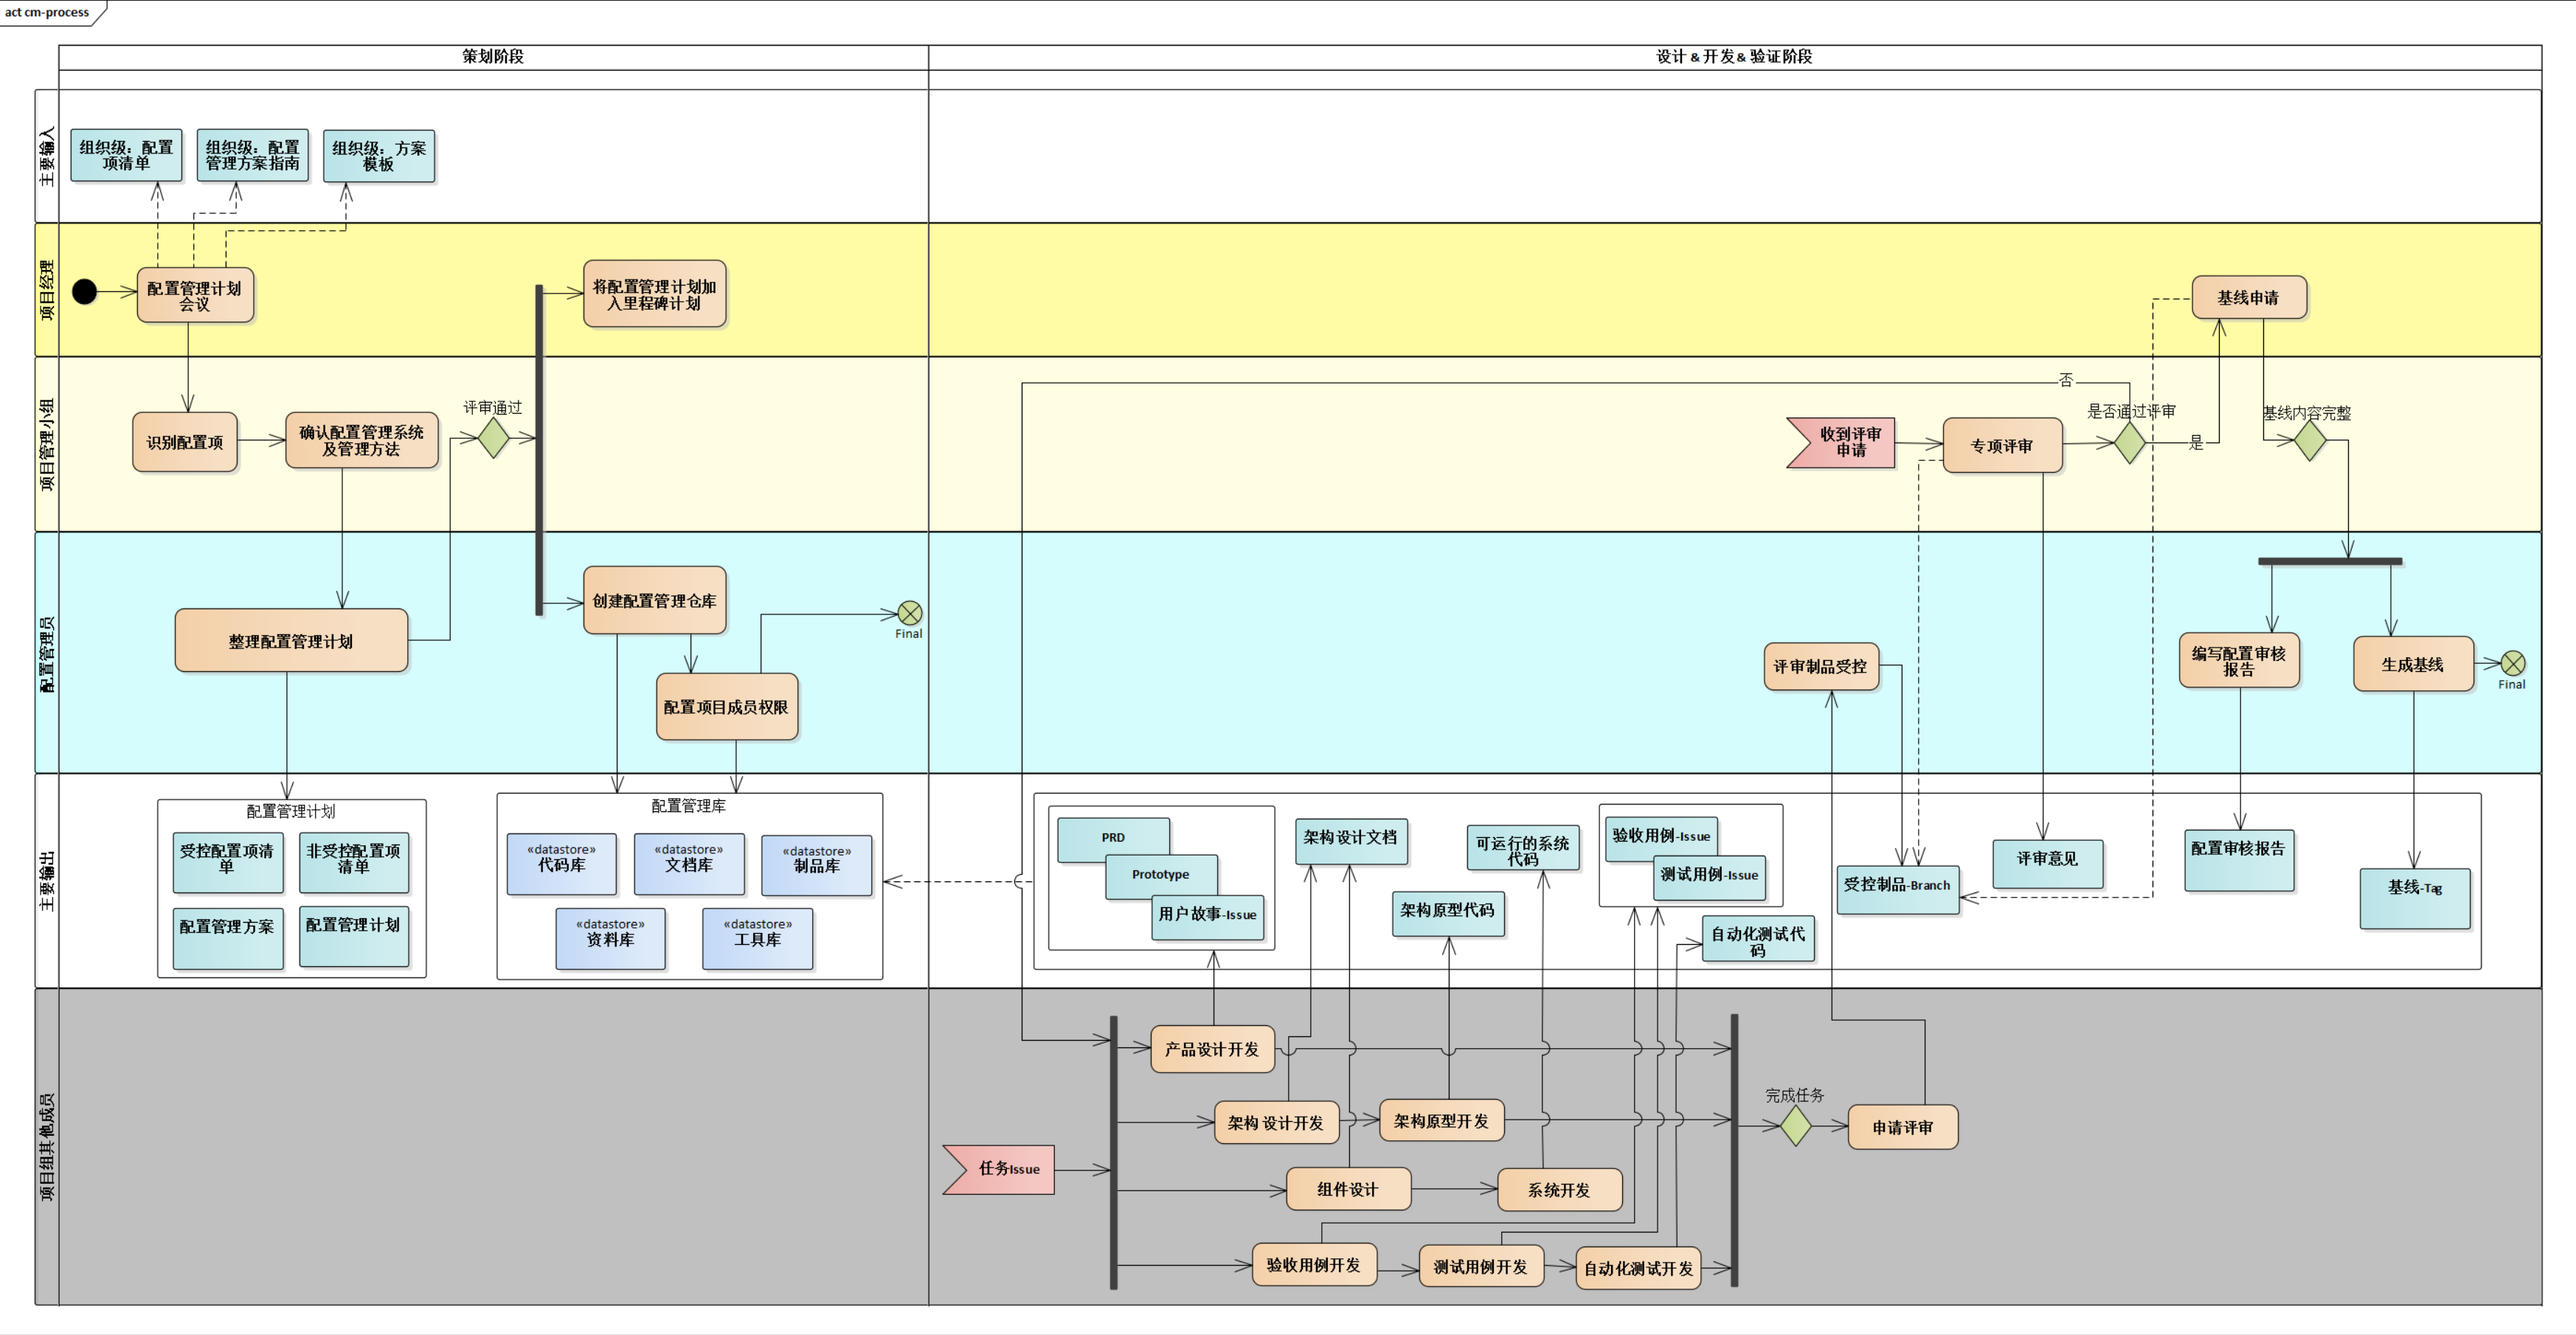 act cm-process
策划阶段
设计 & 开发 & 验证阶段
主要输入
组织级：配置
项清单
组织级：配置
管理方案指南
组织级：方案
模板
项目经理
配置管理计划
会议
将配置管理计划加
入里程碑计划
基线申请
项目管理小组
识别配置项
确认配置管理系统
及管理方法
评审通过
收到评审
申请
专项评审
是否通过评审
否
是
基线内容完整
配置管理员
整理配置管理计划
创建配置管理仓库
配置项目成员权限
Final
评审制品受控
编写配置审核
报告
生成基线
Final
主要输出
配置管理计划
受控配置项清
单
非受控配置项
清单
配置管理方案
配置管理计划
配置管理库
«datastore»
代码库
«datastore»
文档库
«datastore»
制品库
«datastore»
资料库
«datastore»
工具库
PRD
Prototype
用户故事-Issue
架构设计文档
架构原型代码
可运行的系统
代码
验收用例-Issue
测试用例-Issue
自动化测试代
码
受控制品-Branch
评审意见
配置审核报告
基线-Tag
项目组其他成员
任务Issue
产品设计开发
架构设计开发
架构原型开发
组件设计
系统开发
验收用例开发
测试用例开发
自动化测试开发
完成任务
申请评审